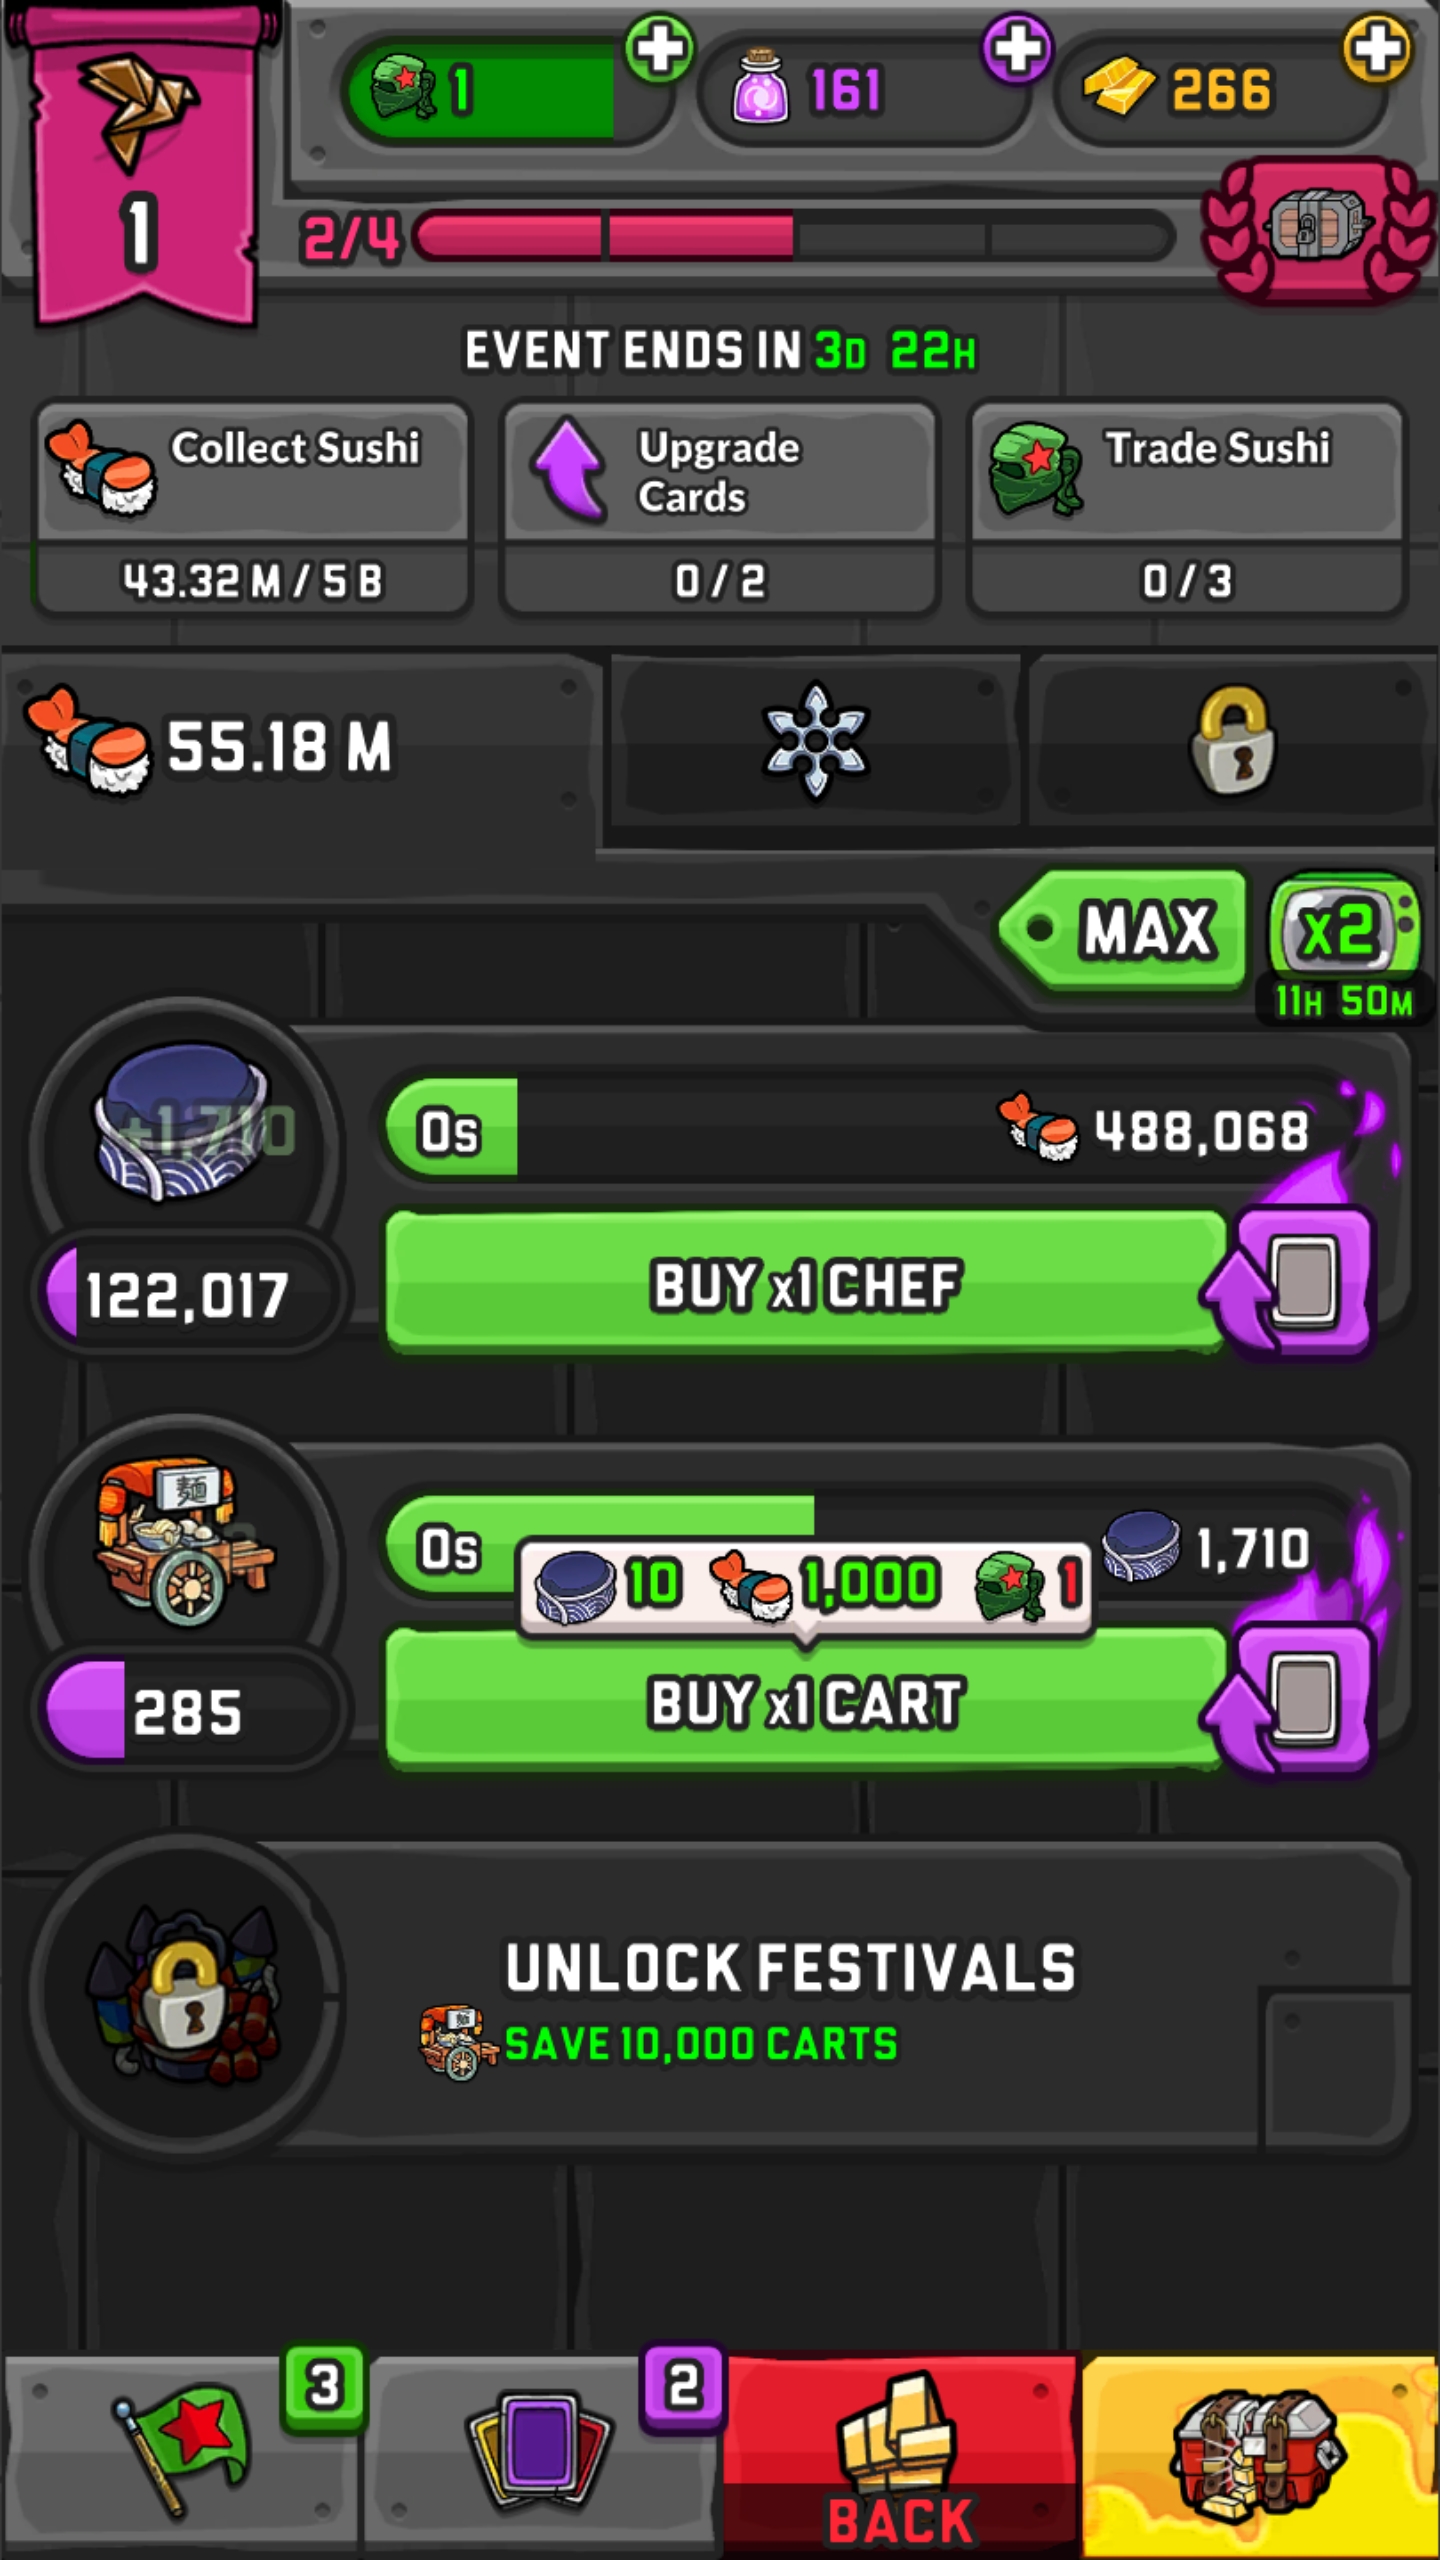 1
161
266
1
2/4
EVENT ENDS IN 3D 22H
Collect Sushi
Upgrade
Cards
Trade Sushi
43.32 M / 5 B
0 / 2
0 / 3
55.18 M
MAX
x2
11H 50M
+1,710
0s
488,068
122,017
BUY x1 CHEF
麺
0s
1,710
10
1,000
1
285
BUY x1 CART
UNLOCK FESTIVALS
SAVE 10,000 CARTS
3
2
BACK